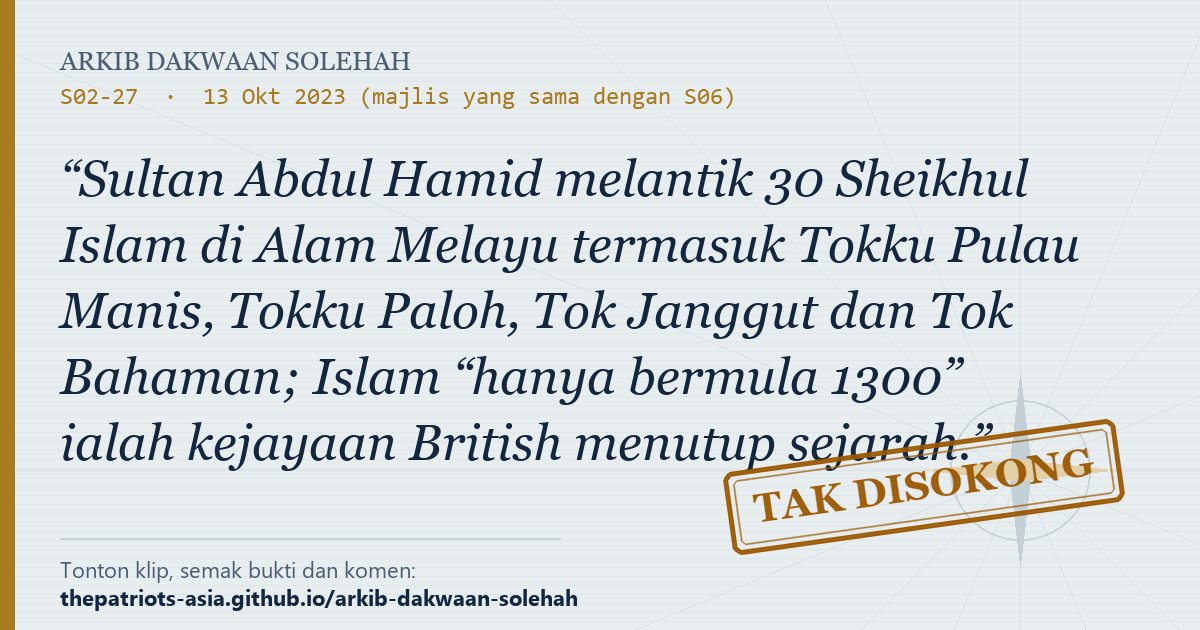 ARKIB DAKWAAN SOLEHAH
S02-27 · 13 Okt 2023 (majlis yang sama dengan S06)
“Sultan Abdul Hamid melantik 30 Sheikhul
Islam di Alam Melayu termasuk Tokku Pulau
Manis, Tokku Paloh, Tok Janggut dan Tok
Bahaman; Islam “hanya bermula 1300”
ialah kejayaan British menutup sejarah.”
TAK DISOKONG
Tonton klip, semak bukti dan komen:
thepatriots-asia.github.io/arkib-dakwaan-solehah